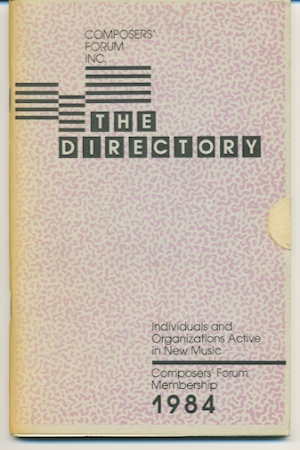 COMPOSERS'
FORUM
INC.
THE
DIRECTORY
Individuals and
Organizations Active
in New Music
Composers' Forum
Membership
1984